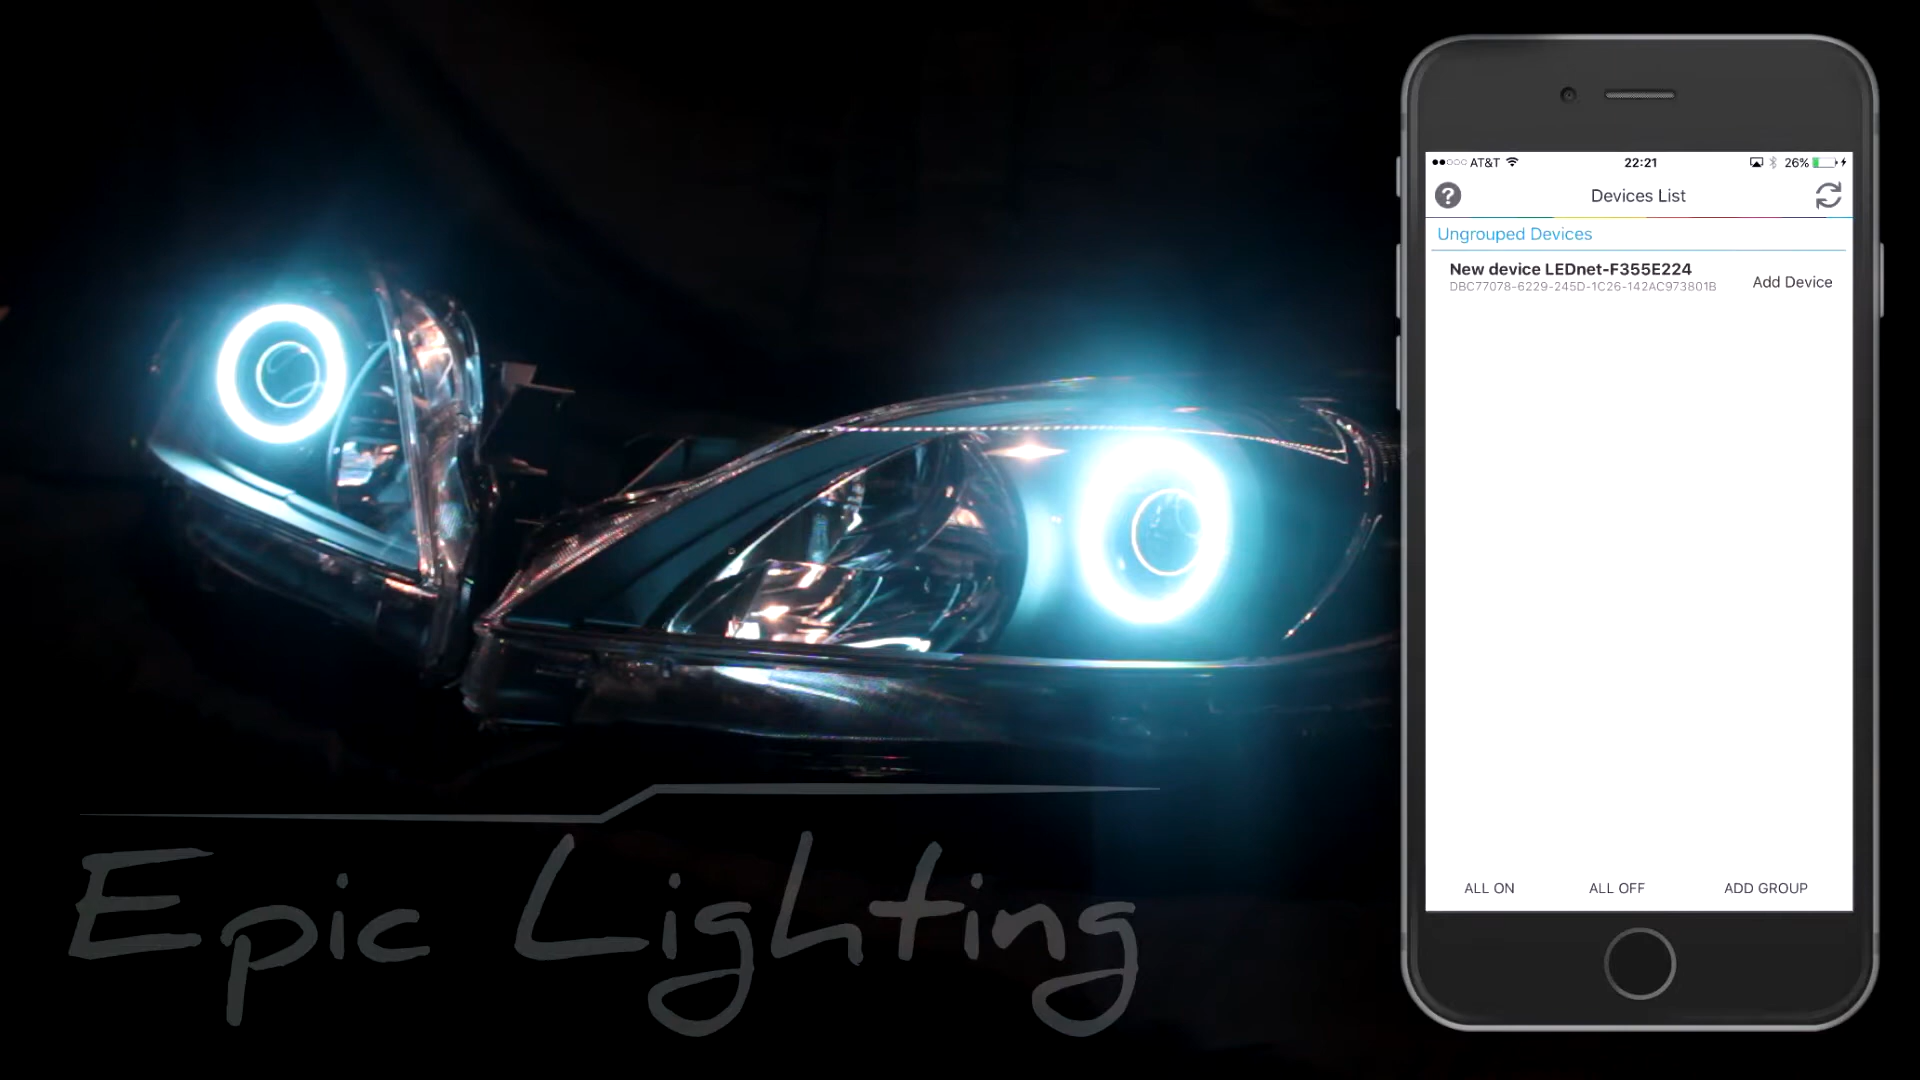 AT&T 22:21 26%
? Devices List
Ungrouped Devices
New device LEDnet-F355E224
DBC77078-6229-245D-1C26-142AC973801B
Add Device
ALL ON ALL OFF ADD GROUP
Epic Lighting